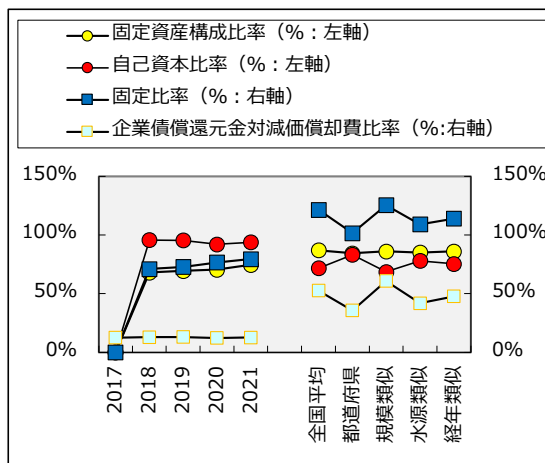 固定資産構成比率（%：左軸）
自己資本比率（%：左軸）
固定比率（%：右軸）
企業債償還元金対減価償却費比率（%:右軸）
150% 150%
100% 100%
50% 50%
0% 0%
2017 2018 2019 2020 2021 全国平均 都道府県 規模類似 水源類似 経年類似